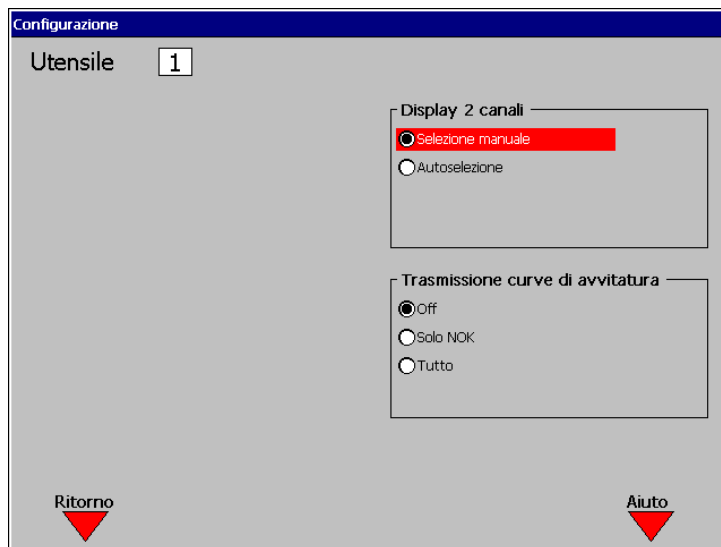 Configurazione
Utensile 1
Display 2 canali
Selezione manuale
Autoselezione
Trasmissione curve di avvitatura
Off
Solo NOK
Tutto
Ritorno
Aiuto